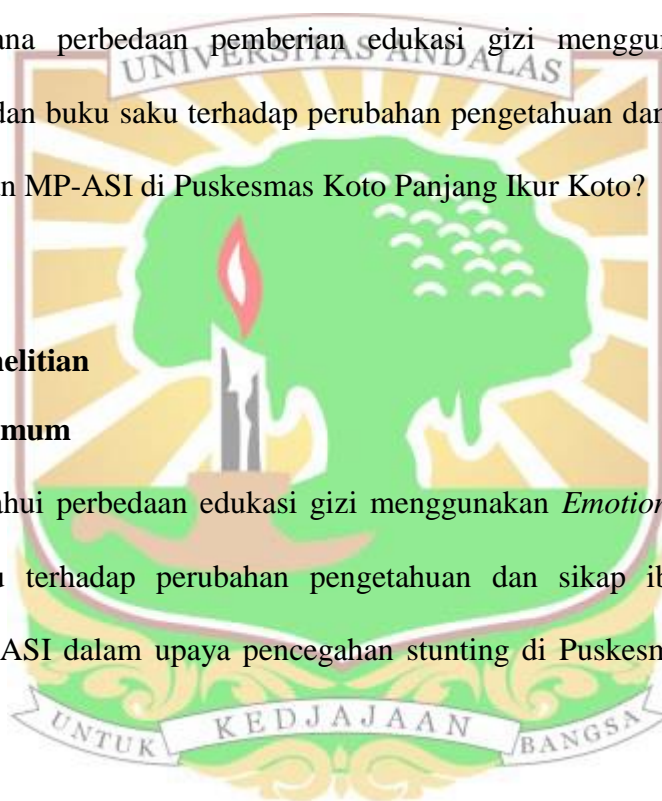 ana perbedaan pemberian edukasi gizi menggun
UNIVERSITAS ANDALAS
dan buku saku terhadap perubahan pengetahuan dan
n MP-ASI di Puskesmas Koto Panjang Ikur Koto?
nelitian
mum
ahui perbedaan edukasi gizi menggunakan Emotion
u terhadap perubahan pengetahuan dan sikap ib
ASI dalam upaya pencegahan stunting di Puskesm
UNTUK KEDJAJAAN BANGSA